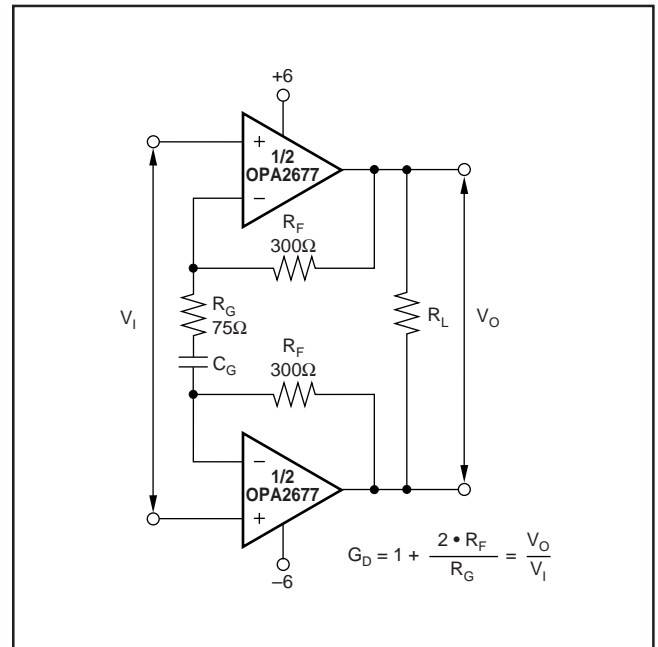 +6
+
1/2
OPA2677
−
R_F
300Ω
R_G
75Ω
V_I
R_L
V_O
C_G
R_F
300Ω
−
1/2
OPA2677
+
−6
G_D = 1 + 2 • R_F / R_G = V_O / V_I